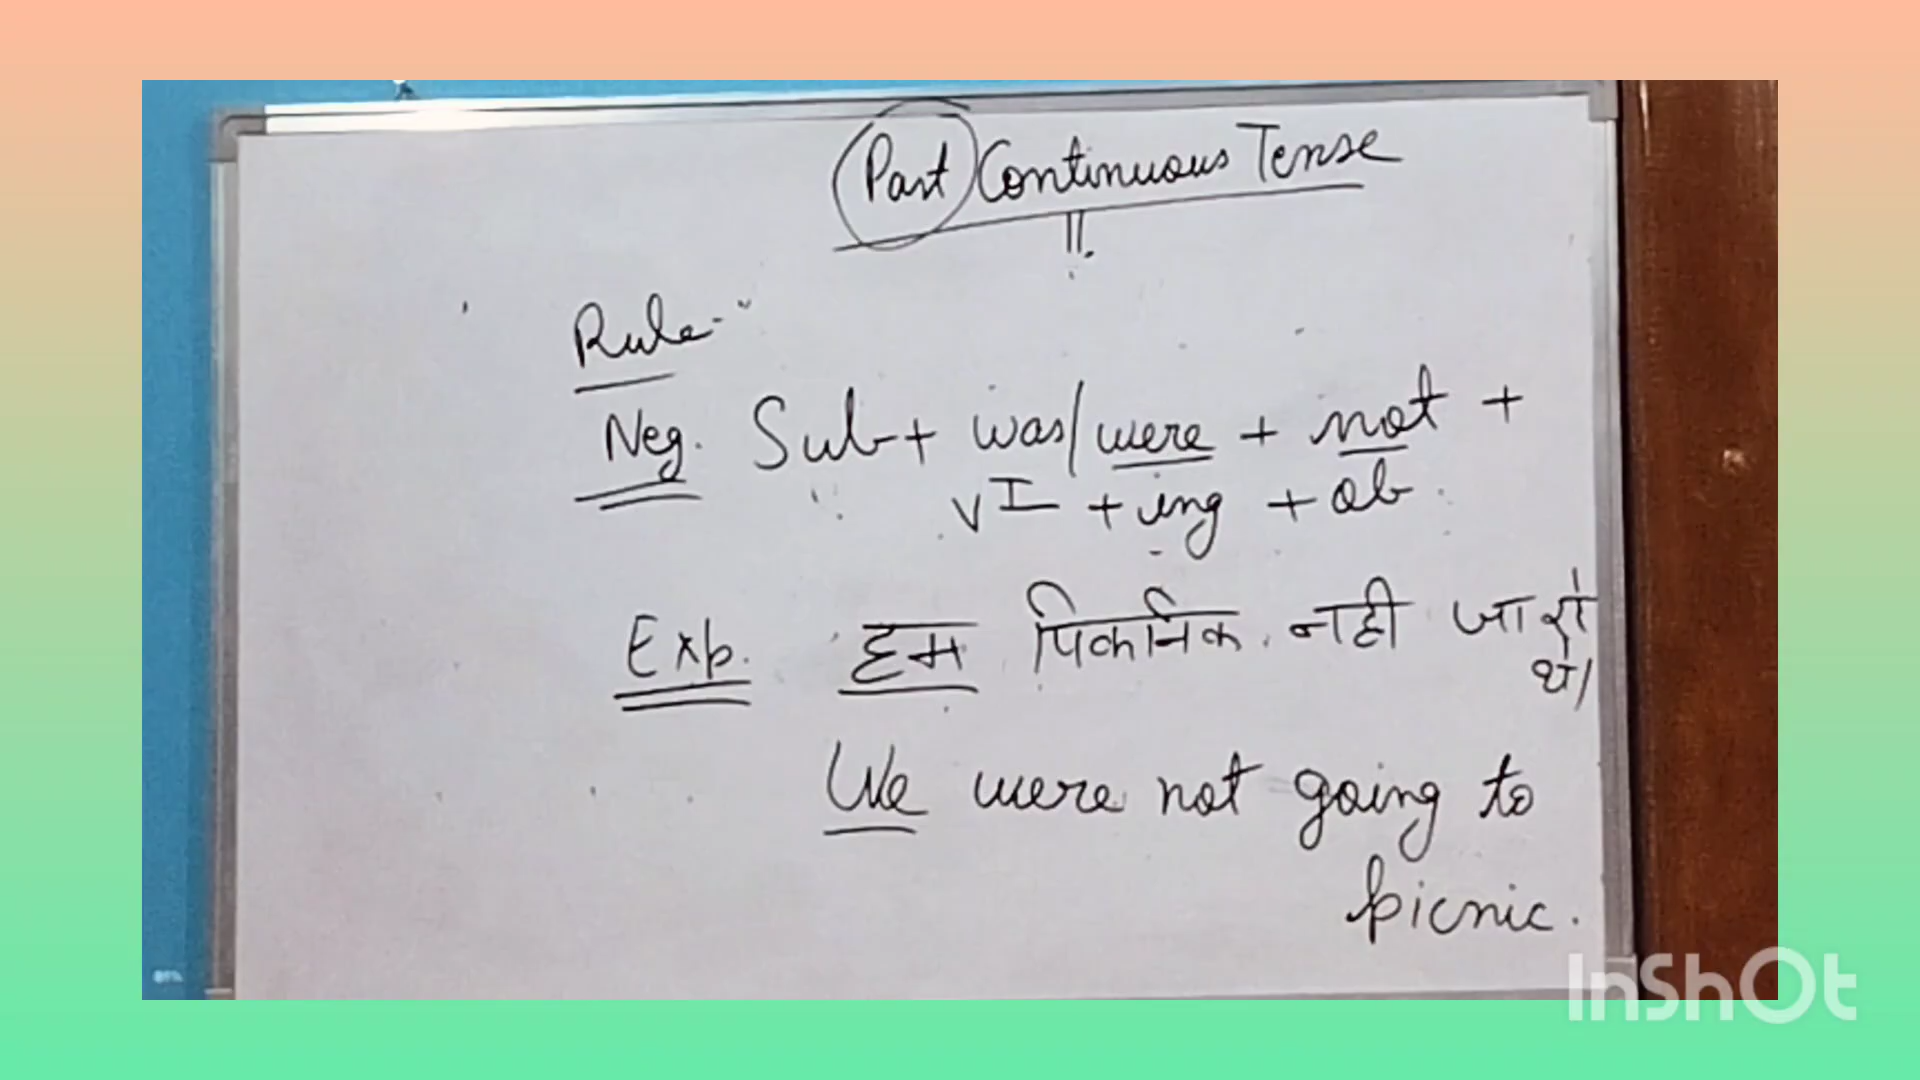 Past Continuous Tense
Rule:-
Neg. Sub + was/were + not +
VI + ing + ob.
Exp. हम पिकनिक नही जा रहे
थे।
We were not going to
picnic.
InShOt